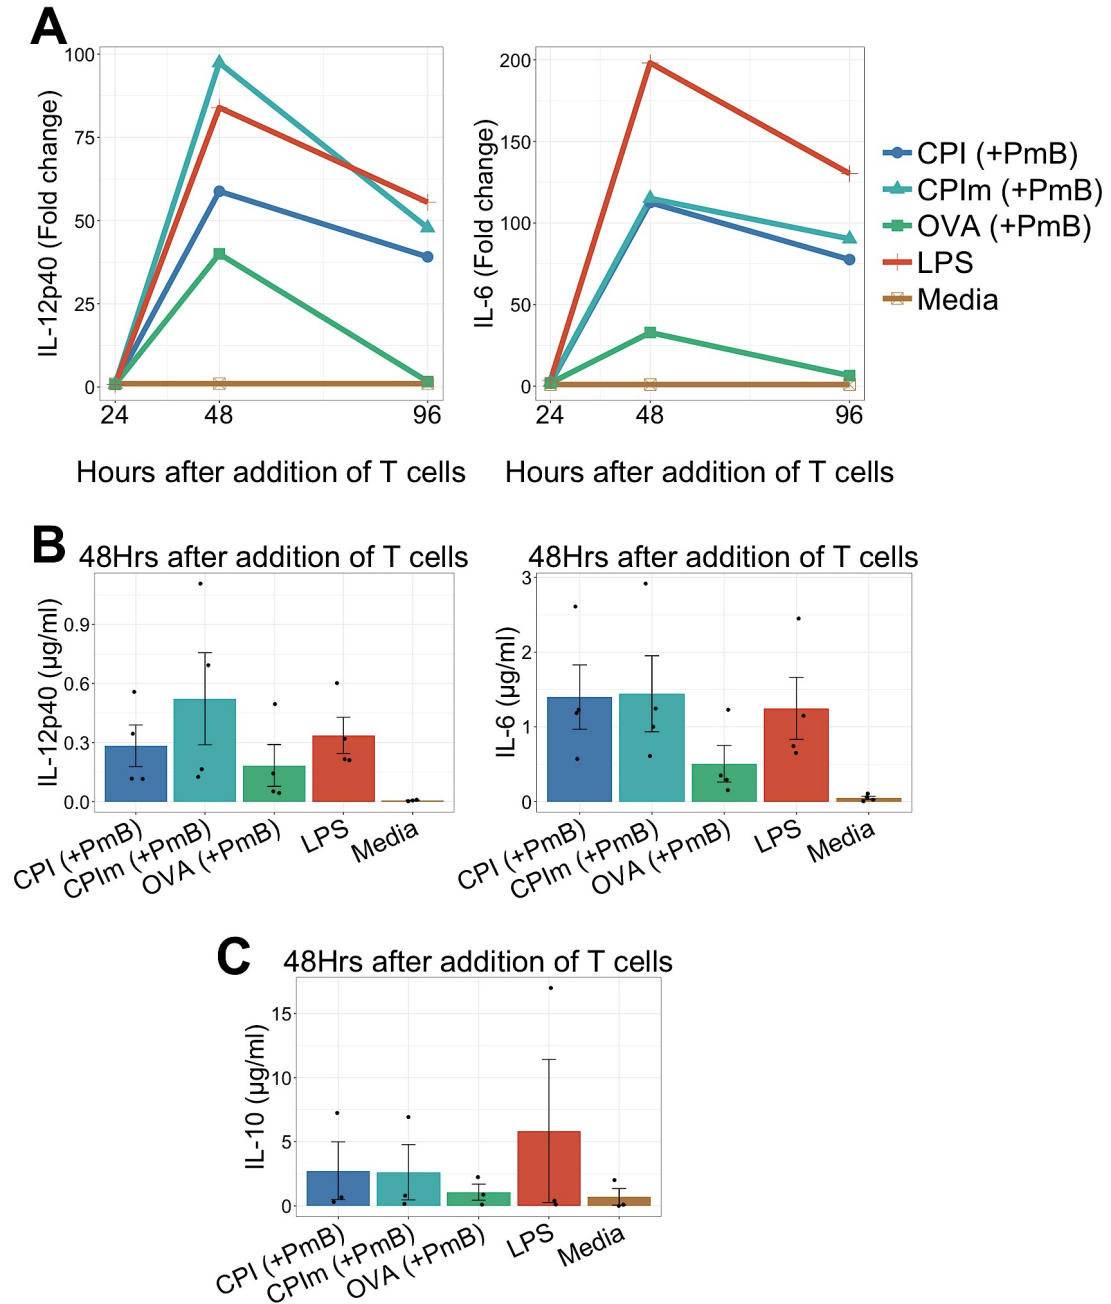 A
100
75
50
25
0
IL-12p40 (Fold change)
24 48 96
Hours after addition of T cells
200
150
100
50
0
IL-6 (Fold change)
24 48 96
Hours after addition of T cells
CPI (+PmB)
CPIm (+PmB)
OVA (+PmB)
LPS
Media
B
48Hrs after addition of T cells
0.9
0.6
0.3
0.0
IL-12p40 (µg/ml)
CPI (+PmB)
CPIm (+PmB)
OVA (+PmB)
LPS
Media
48Hrs after addition of T cells
3
2
1
0
IL-6 (µg/ml)
CPI (+PmB)
CPIm (+PmB)
OVA (+PmB)
LPS
Media
C
48Hrs after addition of T cells
15
10
5
0
IL-10 (µg/ml)
CPI (+PmB)
CPIm (+PmB)
OVA (+PmB)
LPS
Media